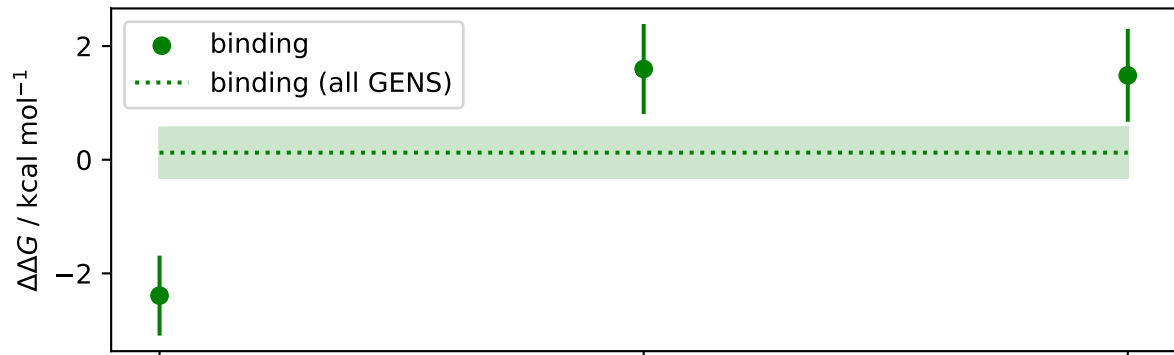 ΔΔG / kcal mol⁻¹
2
0
−2
binding
binding (all GENS)